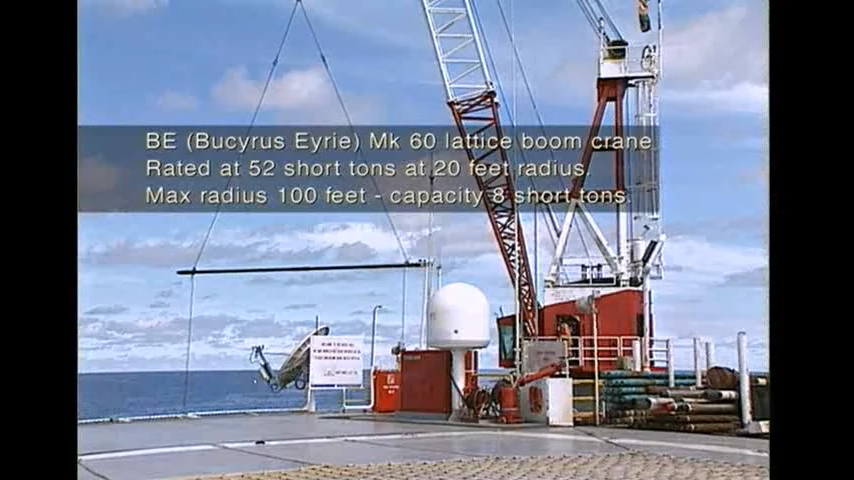 BE (Bucyrus Eyrie) Mk 60 lattice boom crane.
Rated at 52 short tons at 20 feet radius.
Max radius 100 feet - capacity 8 short tons.